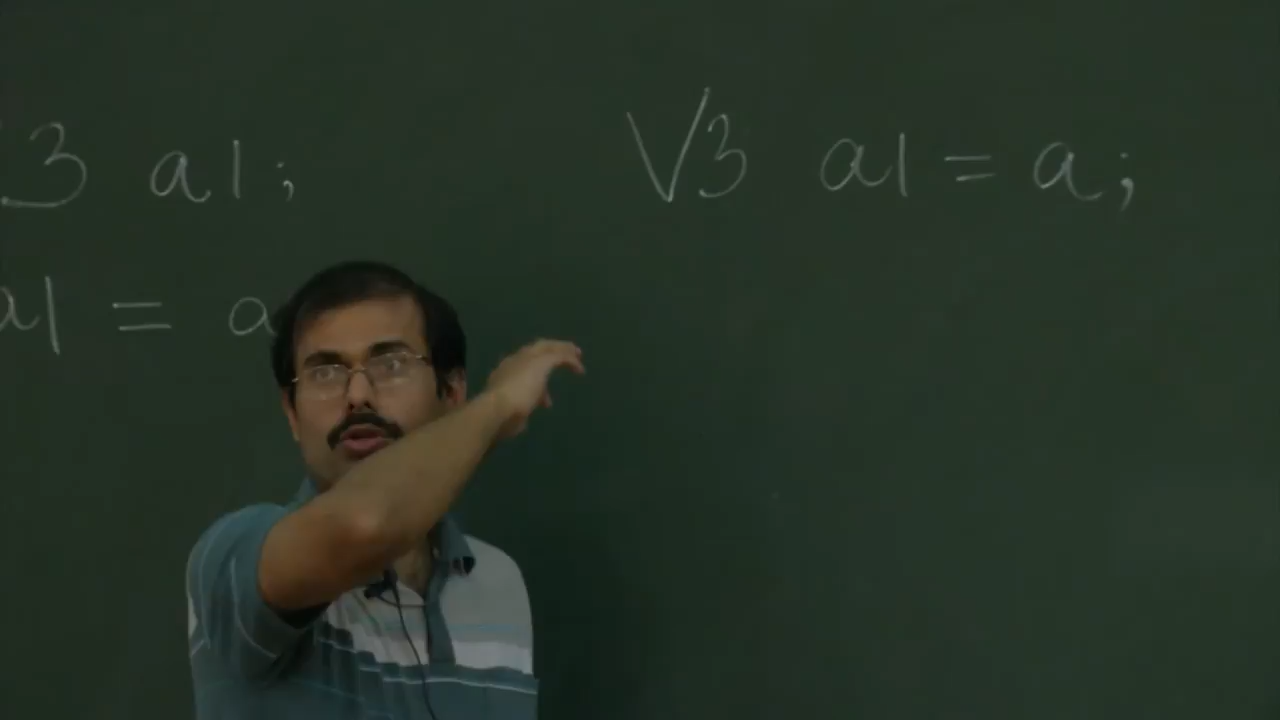 3 a1;
a1 = a
V3 a1 = a;